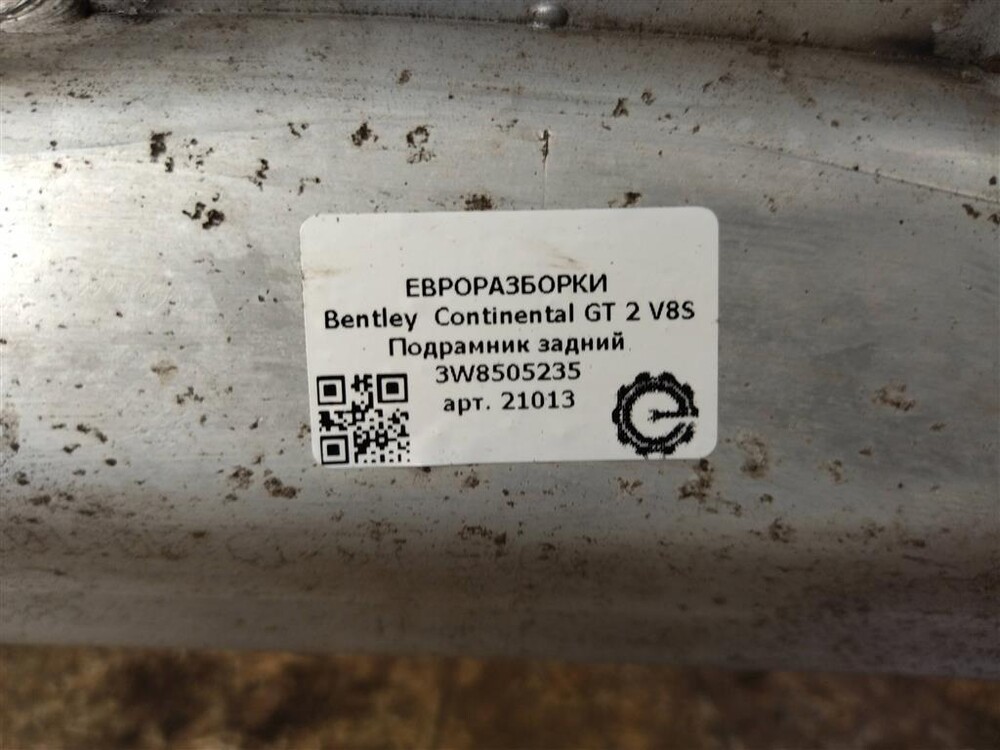 ЕВРОРАЗБОРКИ
Bentley Continental GT 2 V8S
Подрамник задний
3W8505235
арт. 21013